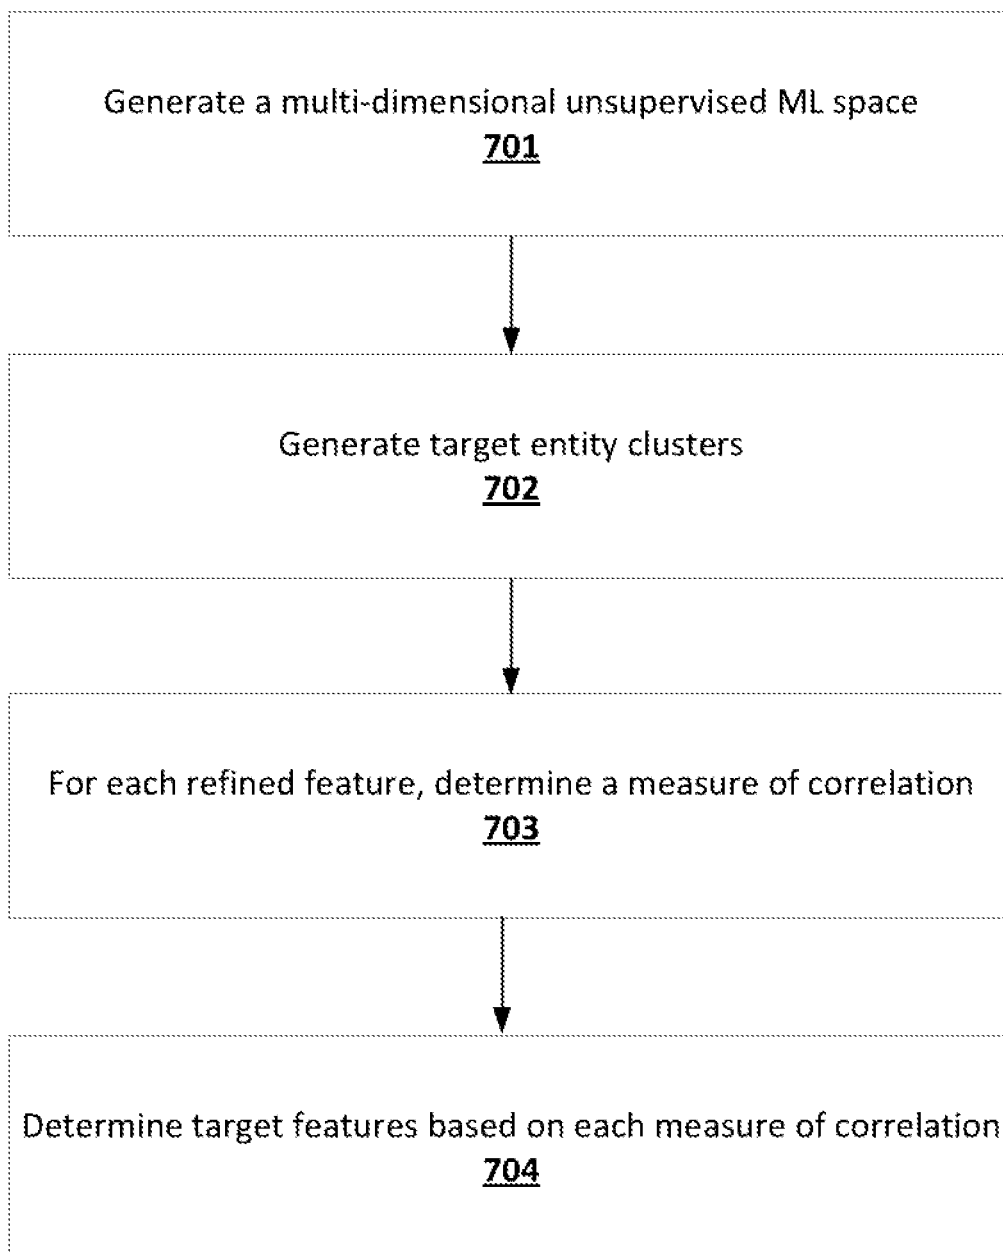 Generate a multi-dimensional unsupervised ML space
701
Generate target entity clusters
702
For each refined feature, determine a measure of correlation
703
Determine target features based on each measure of correlation
704